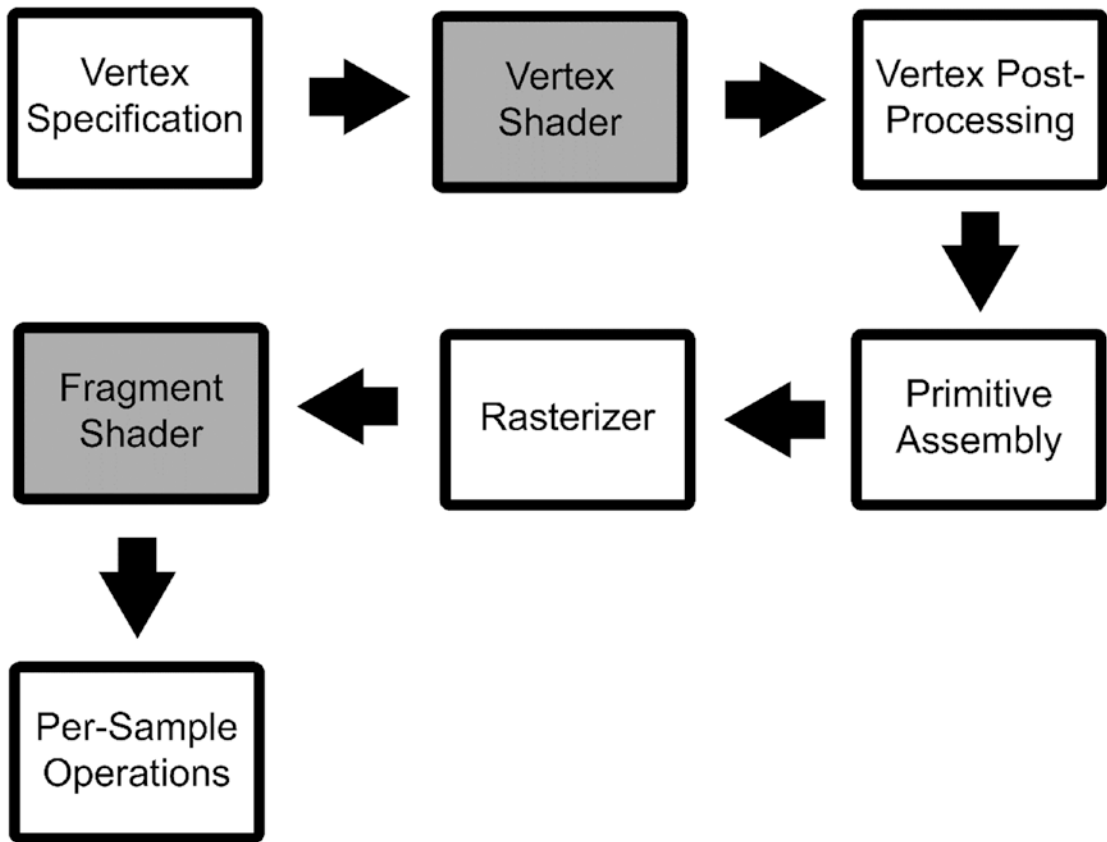 Vertex
Specification
Vertex
Shader
Vertex Post-
Processing
Primitive
Assembly
Rasterizer
Fragment
Shader
Per-Sample
Operations